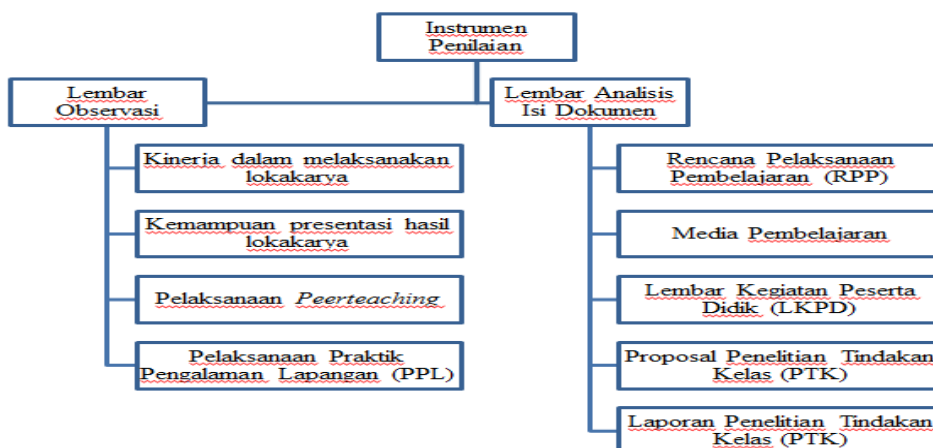 Instrumen
Penilaian
Lembar
Observasi
Kinerja dalam melaksanakan
lokakarya
Kemampuan presentasi hasil
lokakarya
Pelaksanaan Peerteaching
Pelaksanaan Praktik
Pengalaman Lapangan (PPL)
Lembar Analisis
Isi Dokumen
Rencana Pelaksanaan
Pembelajaran (RPP)
Media Pembelajaran
Lembar Kegiatan Peserta
Didik (LKPD)
Proposal Penelitian Tindakan
Kelas (PTK)
Laporan Penelitian Tindakan
Kelas (PTK)